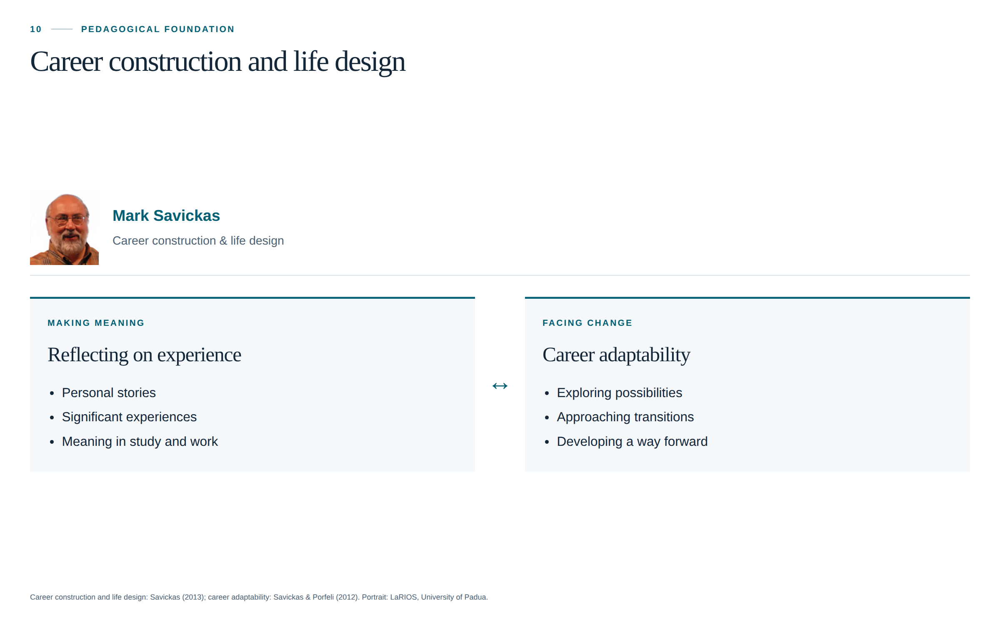 10 PEDAGOGICAL FOUNDATION
Career construction and life design
Mark Savickas
Career construction & life design
MAKING MEANING
Reflecting on experience
• Personal stories
• Significant experiences
• Meaning in study and work
↔
FACING CHANGE
Career adaptability
• Exploring possibilities
• Approaching transitions
• Developing a way forward
Career construction and life design: Savickas (2013); career adaptability: Savickas & Porfeli (2012). Portrait: LaRIOS, University of Padua.